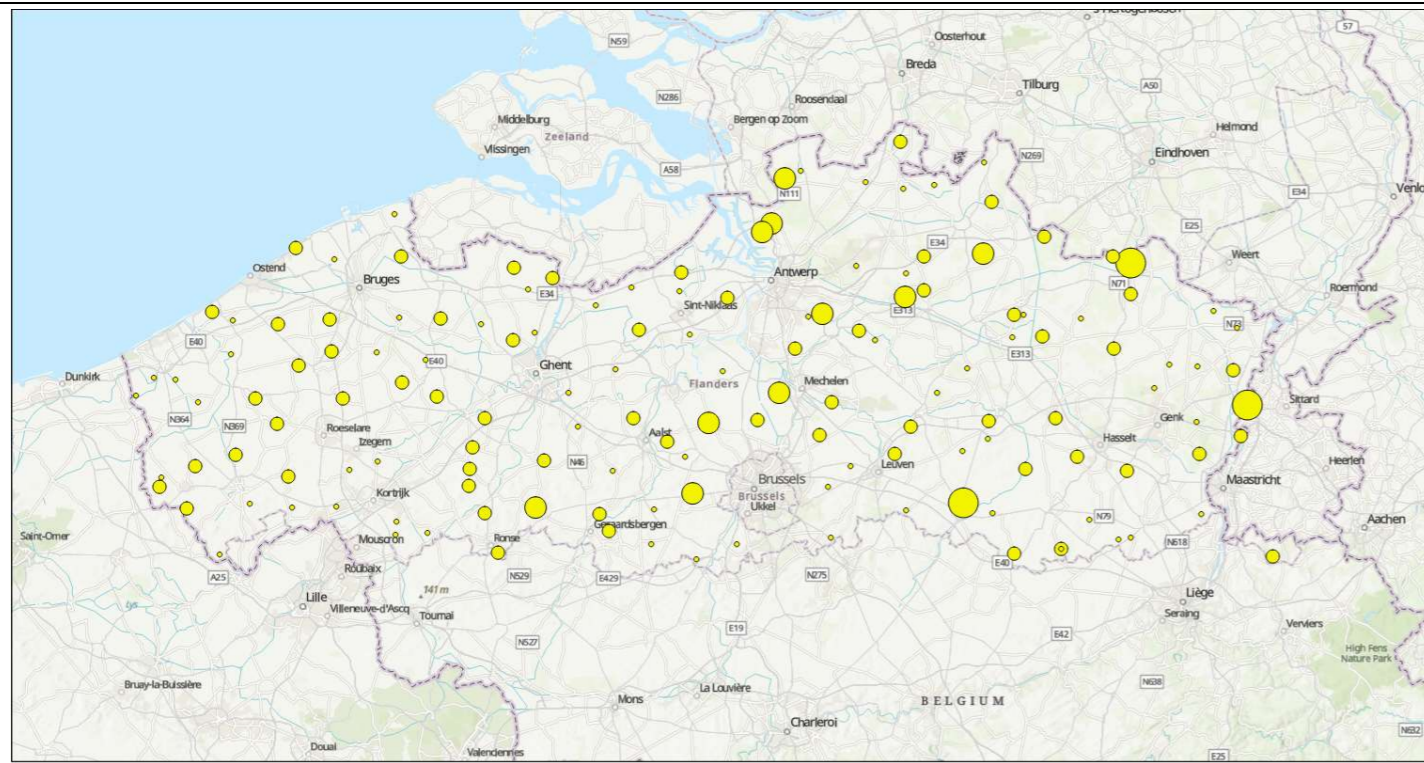 N59
Oosterhout
57
Breda
Tilburg
A50
N286
Roosendaal
Middelburg
Zeeland
Bergen op Zoom
Helmond
Vlissingen
N269
Eindhoven
A58
N111
E34
E34
E25
Weert
Ostend
Bruges
Antwerp
N71
E34
Sint-Niklaas
E313
Roermond
E40
E313
N73
E40
Ghent
Dunkirk
Flanders
Mechelen
Sittard
N364
N369
Roeselare
Izegem
Aalst
Genk
Hasselt
N46
Leuven
Heerlen
Brussels
Brussels
Ukkel
Maastricht
Kortrijk
N79
Aachen
Saint-Omer
Mouscron
Ronse
N618
Roubaix
A25
N529
E429
N275
E40
141 m
Lille
Villeneuve-d'Ascq
Lys
Tournai
Liège
Seraing
E19
E42
Verviers
N527
High Fens
Nature Park
Bruay-la-Buissière
La Louvière
N638
Mons
BELGIUM
Charleroi
N632
Douai
Valenciennes
E25